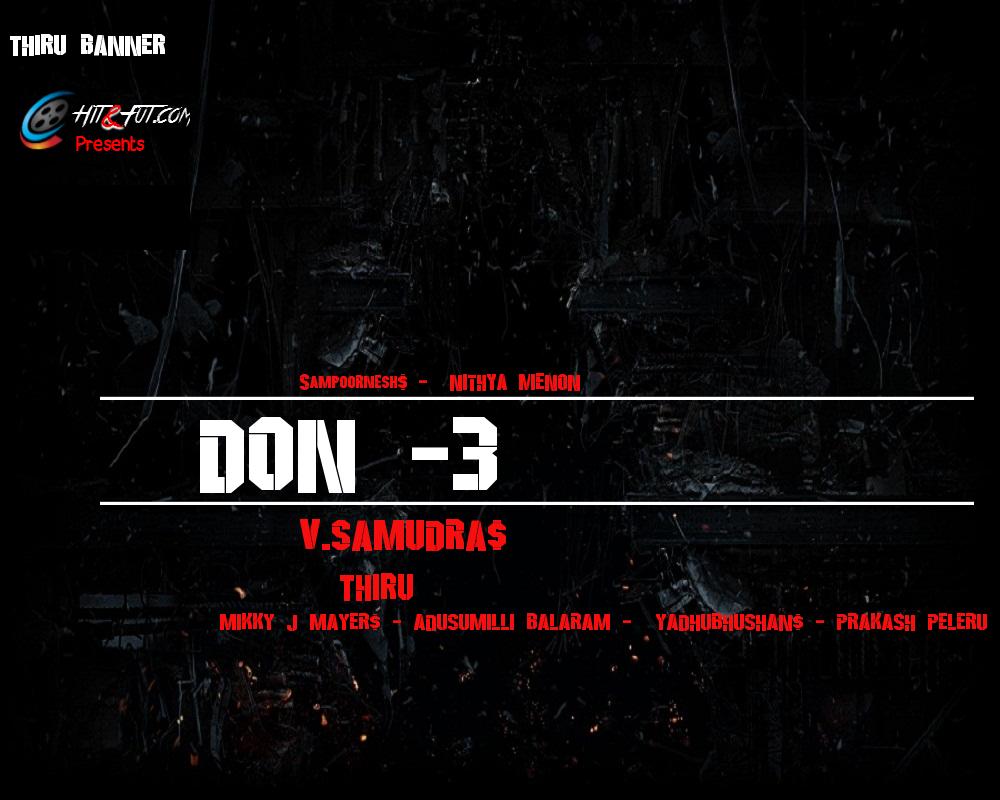 THIRU BANNER
HIT&FUT.COM
Presents
SAMPOORNESH$ - NITHYA MENON
DON -3
V.SAMUDRA$
THIRU
MIKKY J MAYER$ - ADUSUMILLI BALARAM - YADHUBHUSHAN$ - PRAKASH PELERU